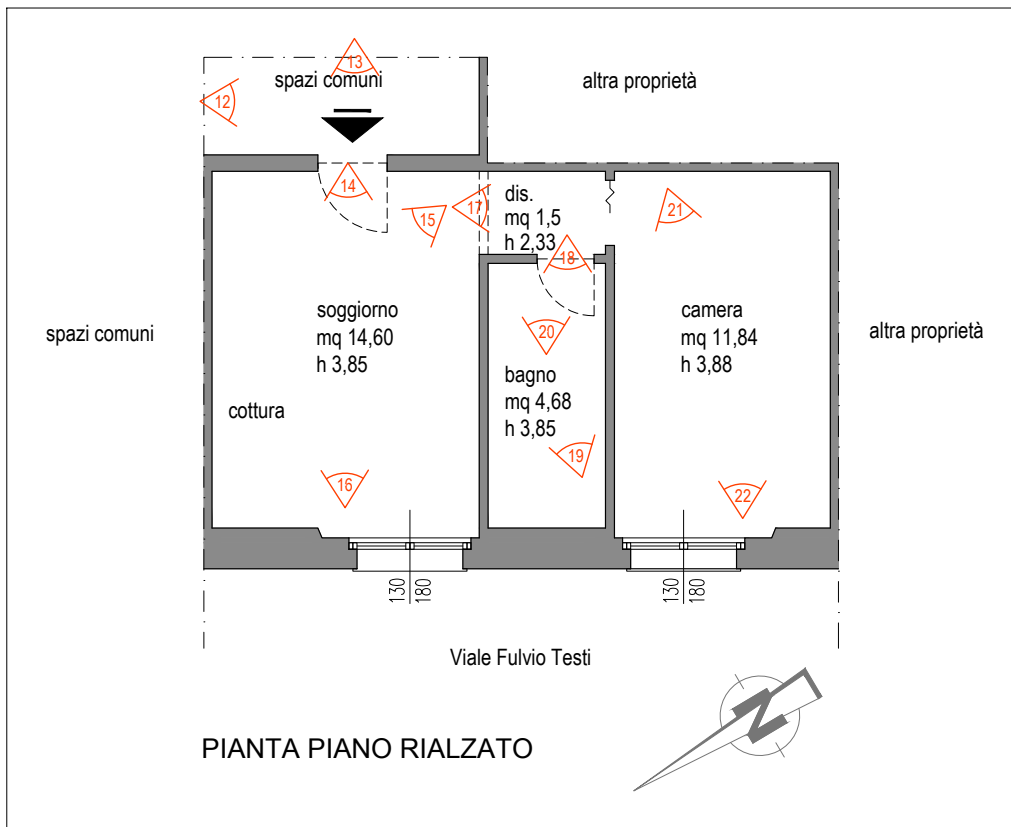 13
spazi comuni
altra proprietà
12
14
15
17
dis.
mq 1,5
h 2,33
18
21
spazi comuni
soggiorno
mq 14,60
h 3,85
20
camera
mq 11,84
h 3,88
altra proprietà
bagno
mq 4,68
h 3,85
cottura
19
16
22
130
180
130
180
Viale Fulvio Testi
N
PIANTA PIANO RIALZATO